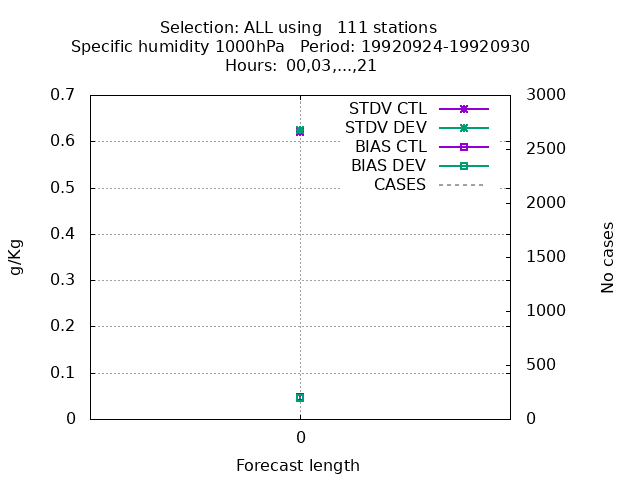 Selection: ALL using   111 stations
Specific humidity 1000hPa   Period: 19920924-19920930
Hours: 00,03,...,21
0.7
0.6
0.5
0.4
0.3
0.2
0.1
0
g/Kg
STDV CTL
STDV DEV
BIAS CTL
BIAS DEV
CASES
3000
2500
2000
1500
1000
500
0
No cases
0
Forecast length